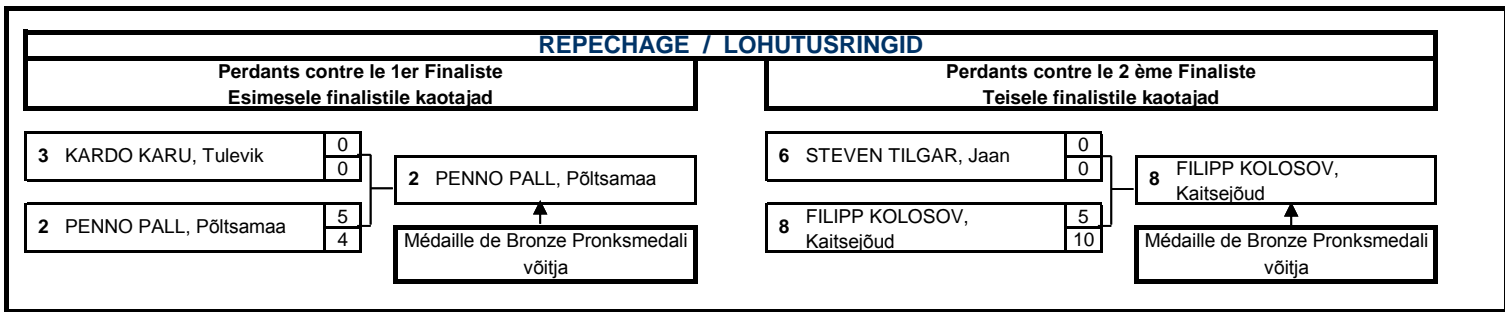 REPECHAGE / LOHUTUSRINGID
Perdants contre le 1er Finaliste
Esimesele finalistile kaotajad
Perdants contre le 2 ème Finaliste
Teisele finalistile kaotajad
3 KARDO KARU, Tulevik 0
0
2 PENNO PALL, Põltsamaa
2 PENNO PALL, Põltsamaa 5
4
Médaille de Bronze Pronksmedali
võitja
6 STEVEN TILGAR, Jaan 0
0
8 FILIPP KOLOSOV,
Kaitsejõud
8 FILIPP KOLOSOV, 5
Kaitsejõud 10
Médaille de Bronze Pronksmedali
võitja